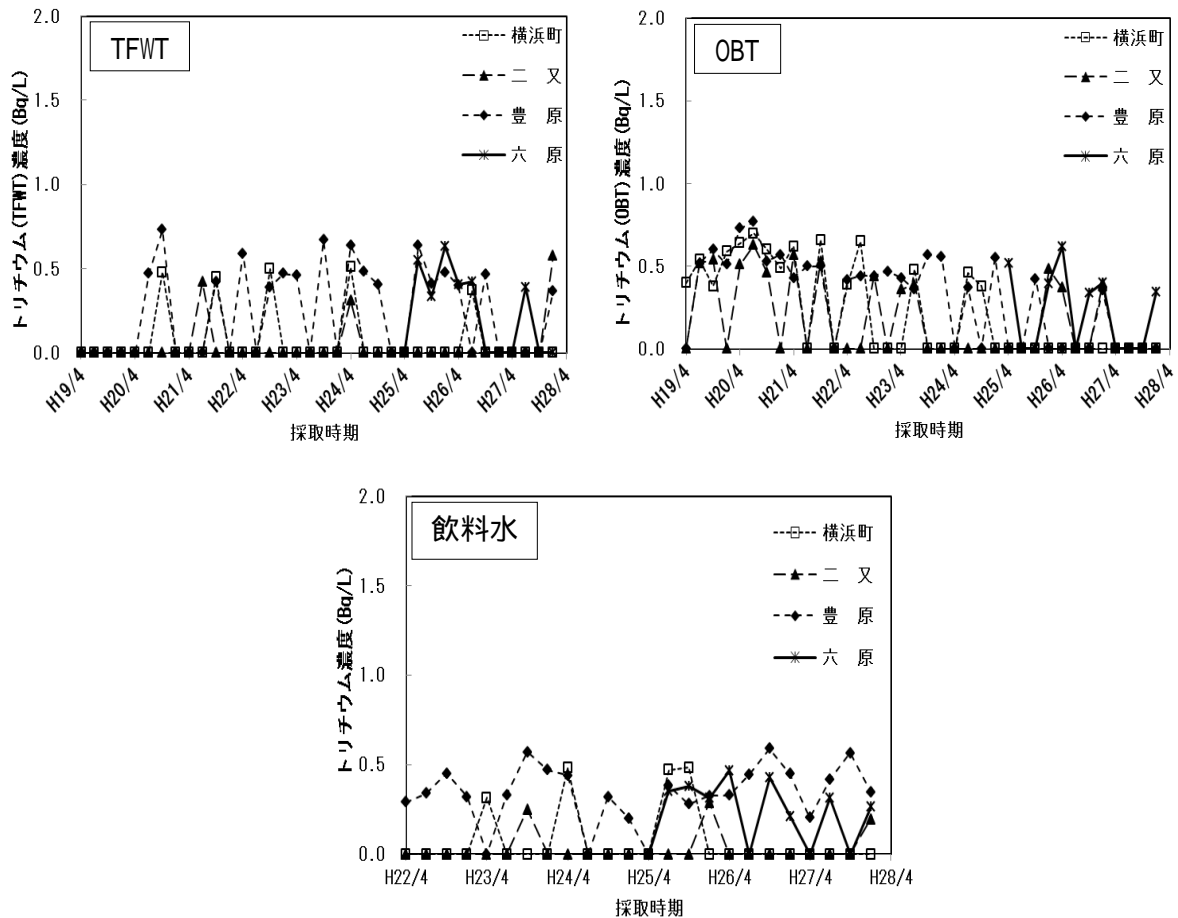 TFWT
横浜町
二 又
豊 原
六 原
トリチウム(TFWT)濃度(Bq/L)
2.0
1.5
1.0
0.5
0.0
H19/4
H20/4
H21/4
H22/4
H23/4
H24/4
H25/4
H26/4
H27/4
H28/4
採取時期
OBT
横浜町
二 又
豊 原
六 原
トリチウム(OBT)濃度(Bq/L)
2.0
1.5
1.0
0.5
0.0
H19/4
H20/4
H21/4
H22/4
H23/4
H24/4
H25/4
H26/4
H27/4
H28/4
採取時期
飲料水
横浜町
二 又
豊 原
六 原
トリチウム濃度(Bq/L)
2.0
1.5
1.0
0.5
0.0
H22/4
H23/4
H24/4
H25/4
H26/4
H27/4
H28/4
採取時期